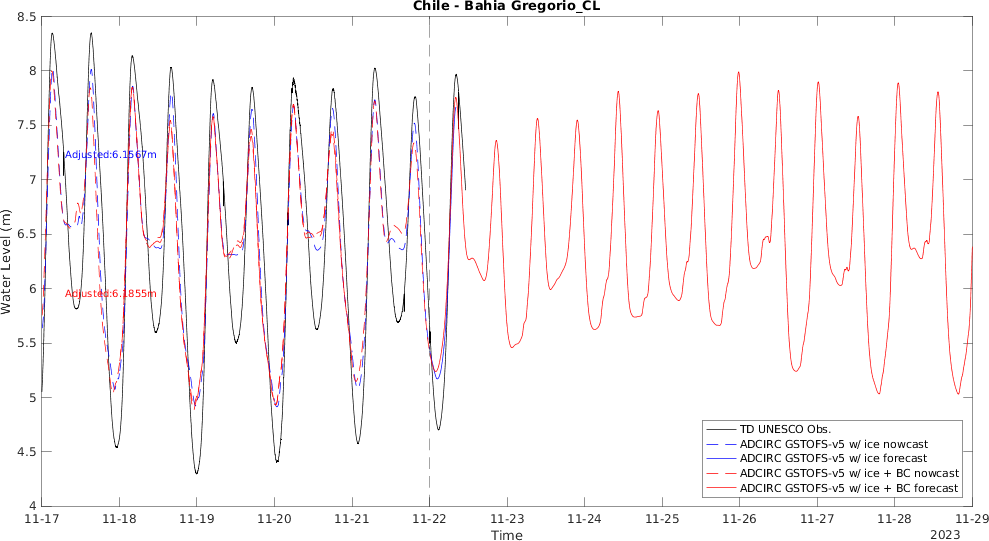 Chile - Bahia Gregorio_CL
8.5
8
7.5
7
6.5
6
5.5
5
4.5
4
Water Level (m)
Adjusted:6.1567m
Adjusted:6.1855m
TD UNESCO Obs.
ADCIRC GSTOFS-v5 w/ ice nowcast
ADCIRC GSTOFS-v5 w/ ice forecast
ADCIRC GSTOFS-v5 w/ ice + BC nowcast
ADCIRC GSTOFS-v5 w/ ice + BC forecast
11-17 11-18 11-19 11-20 11-21 11-22 11-23 11-24 11-25 11-26 11-27 11-28 11-29
Time
2023